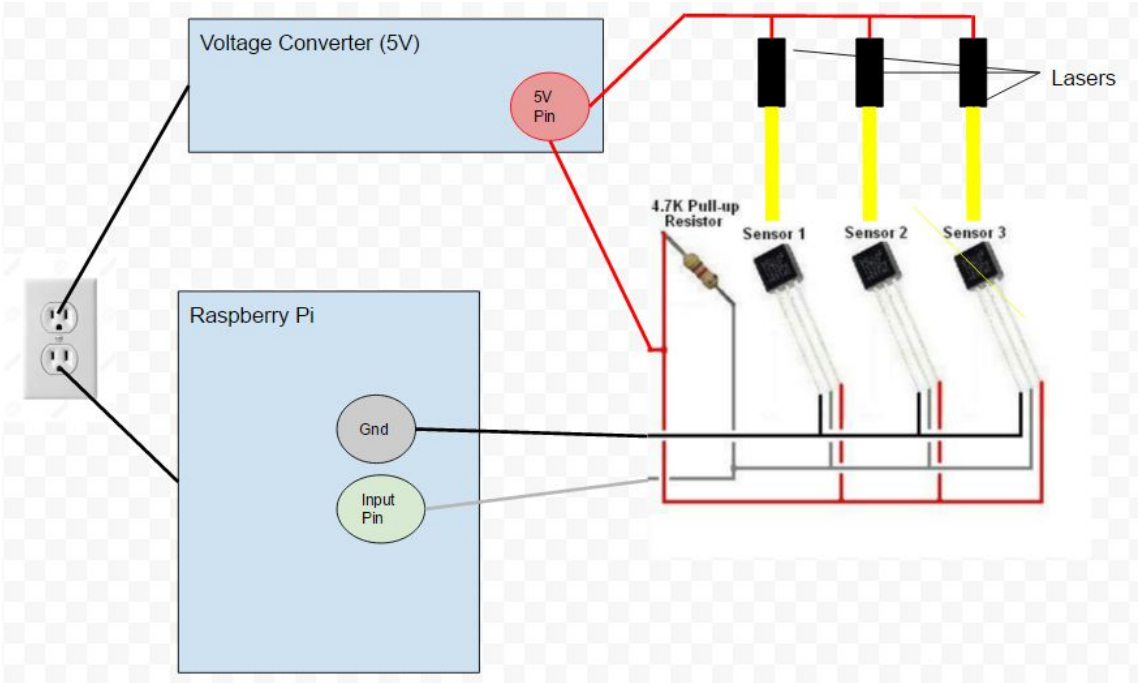 Voltage Converter (5V)
5V
Pin
Lasers
4.7K Pull-up
Resistor
Sensor 1
Sensor 2
Sensor 3
Raspberry Pi
Gnd
Input
Pin